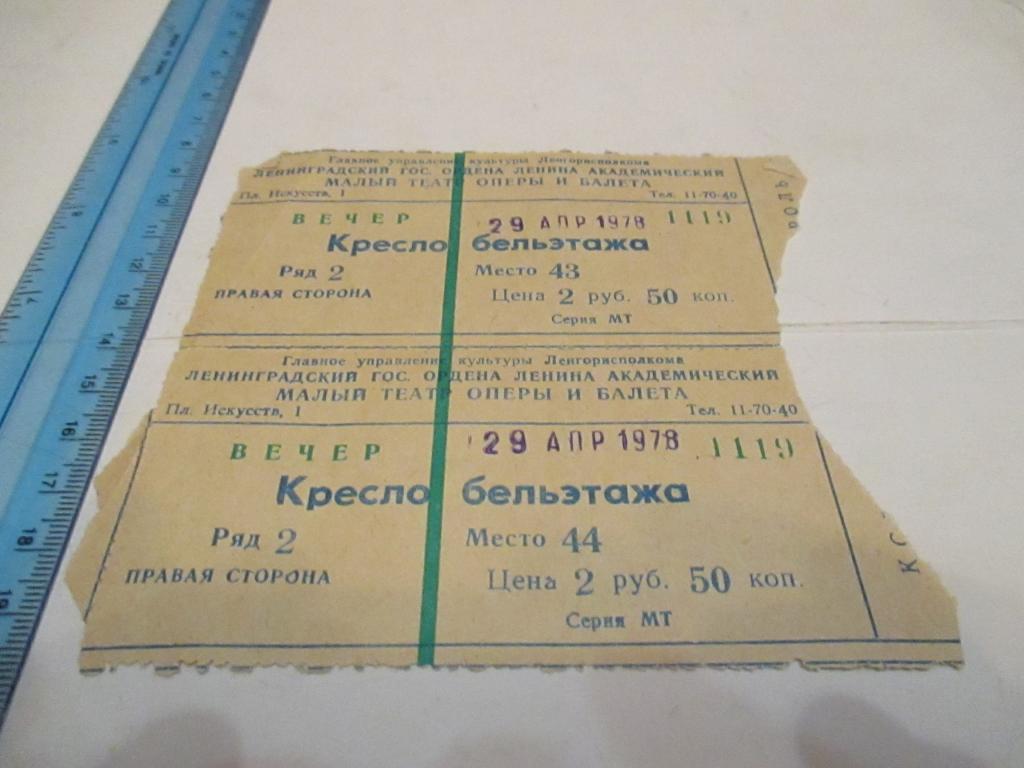 Главное управление культуры Ленгорисполкома
ЛЕНИНГРАДСКИЙ ГОС. ОРДЕНА ЛЕНИНА АКАДЕМИЧЕСКИЙ
МАЛЫЙ ТЕАТР ОПЕРЫ И БАЛЕТА
Пл. Искусств, 1 Тел. 11-70-40
ВЕЧЕР 29 АПР 1978 1119
Кресло бельэтажа
Ряд 2 Место 43
ПРАВАЯ СТОРОНА Цена 2 руб. 50 коп.
Серия МТ
Главное управление культуры Ленгорисполкома
ЛЕНИНГРАДСКИЙ ГОС. ОРДЕНА ЛЕНИНА АКАДЕМИЧЕСКИЙ
МАЛЫЙ ТЕАТР ОПЕРЫ И БАЛЕТА
Пл. Искусств, 1 Тел. 11-70-40
ВЕЧЕР 29 АПР 1978 1119
Кресло бельэтажа
Ряд 2 Место 44
ПРАВАЯ СТОРОНА Цена 2 руб. 50 коп.
Серия МТ